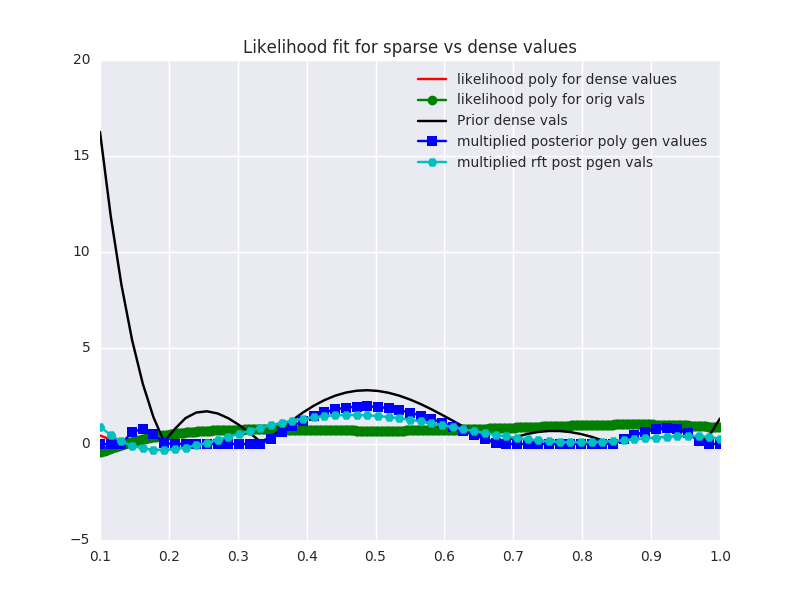 Likelihood fit for sparse vs dense values
20
15
10
5
0
−5
0.1 0.2 0.3 0.4 0.5 0.6 0.7 0.8 0.9 1.0
likelihood poly for dense values
likelihood poly for orig vals
Prior dense vals
multiplied posterior poly gen values
multiplied rft post pgen vals